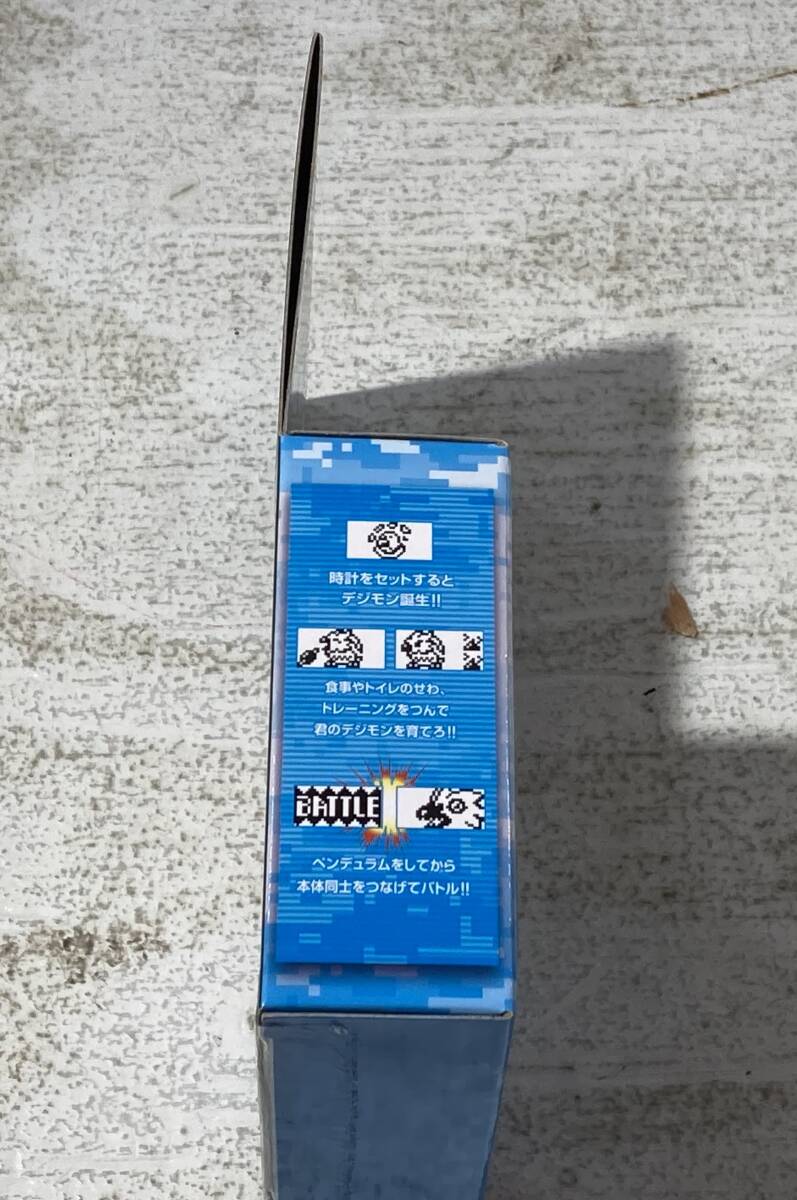 時計をセットすると
デジモン誕生!!
食事やトイレのせわ、
トレーニングをつんで
君のデジモンを育てろ!!
BATTLE
ペンデュラムをしてから
本体同士をつなげてバトル!!